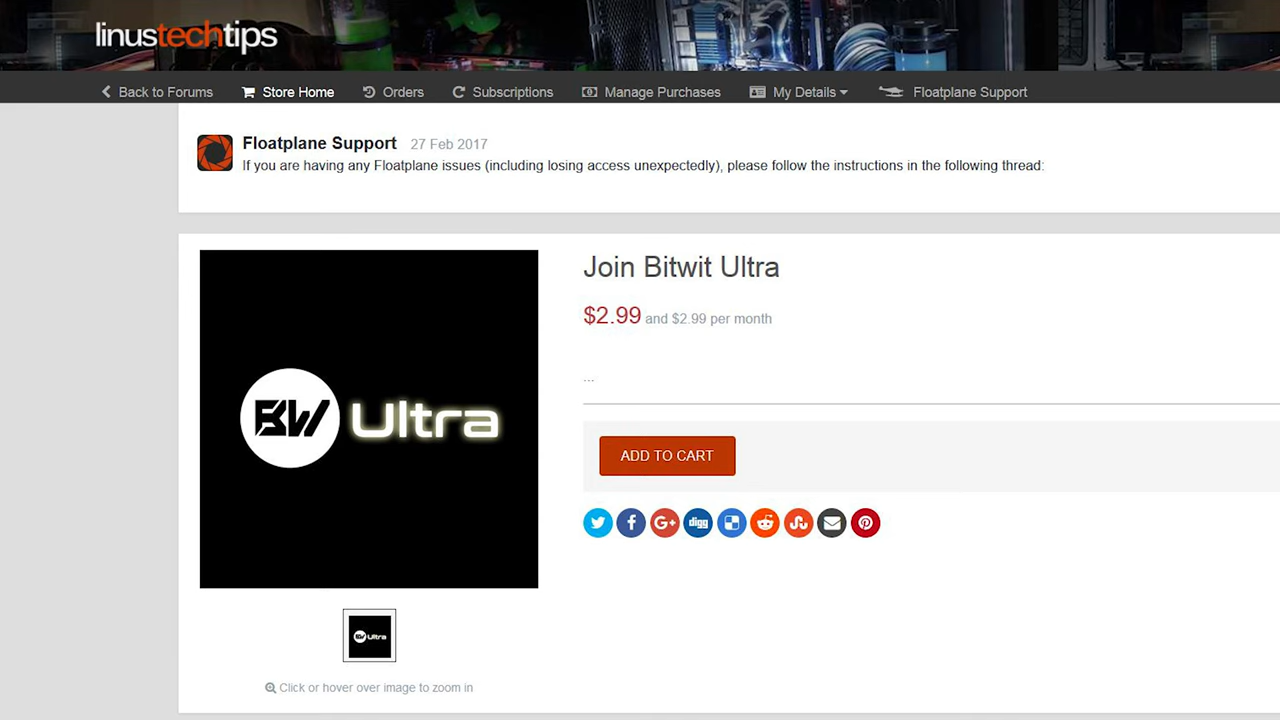 linustechtips
Back to Forums Store Home Orders Subscriptions Manage Purchases My Details Floatplane Support
Floatplane Support 27 Feb 2017
If you are having any Floatplane issues (including losing access unexpectedly), please follow the instructions in the following thread:
Join Bitwit Ultra
$2.99 and $2.99 per month
...
BW Ultra
ADD TO CART
G+ digg
BW Ultra
Click or hover over image to zoom in